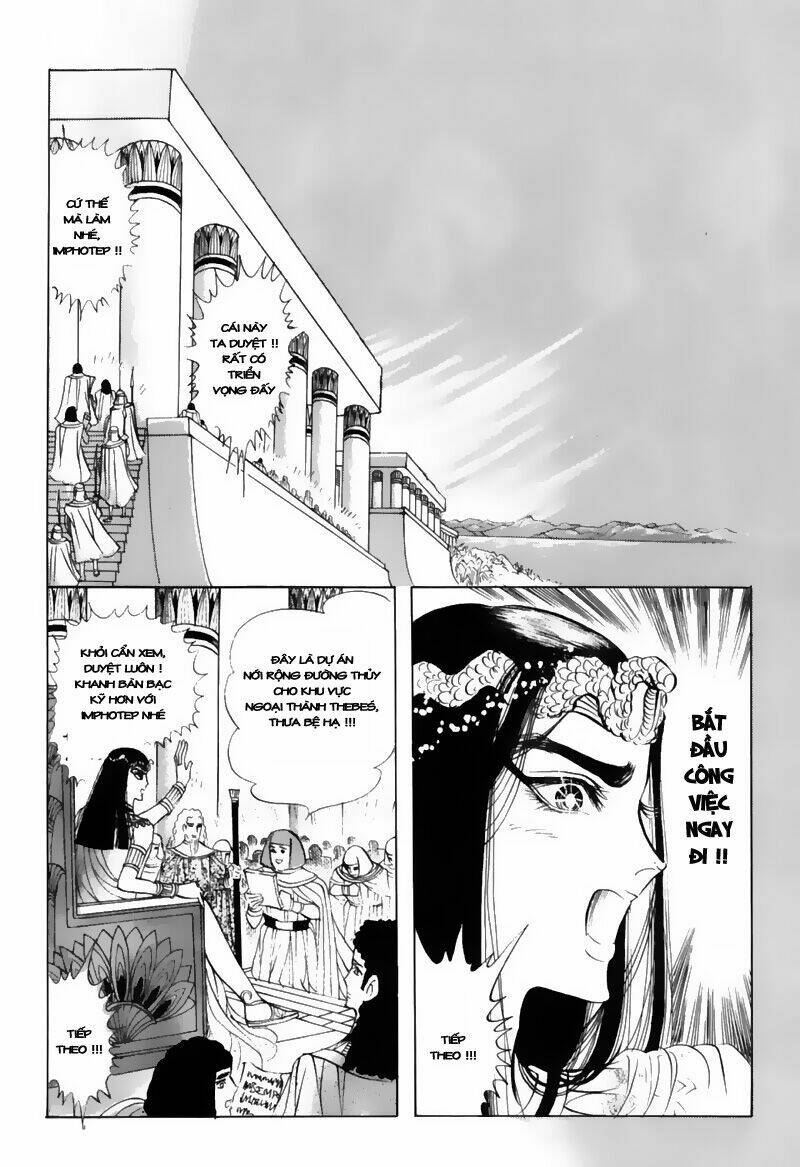 CỨ THẾ
MÀ LÀM
NHÉ,
IMPHOTEP !!
CÁI NÀY
TA DUYỆT !!
RẤT CÓ
TRIỂN
VỌNG ĐẤY
KHỎI CẦN XEM,
DUYỆT LUÔN !
KHANH BÀN BẠC
KỸ HƠN VỚI
IMPHOTEP NHÉ
ĐÂY LÀ DỰ ÁN
NỚI RỘNG ĐƯỜNG THỦY
CHO KHU VỰC
NGOẠI THÀNH THEBES,
THƯA BỆ HẠ !!!
TIẾP
THEO !!!
BẮT
ĐẦU
CÔNG
VIỆC
NGAY
ĐI !!
TIẾP
THEO !!!